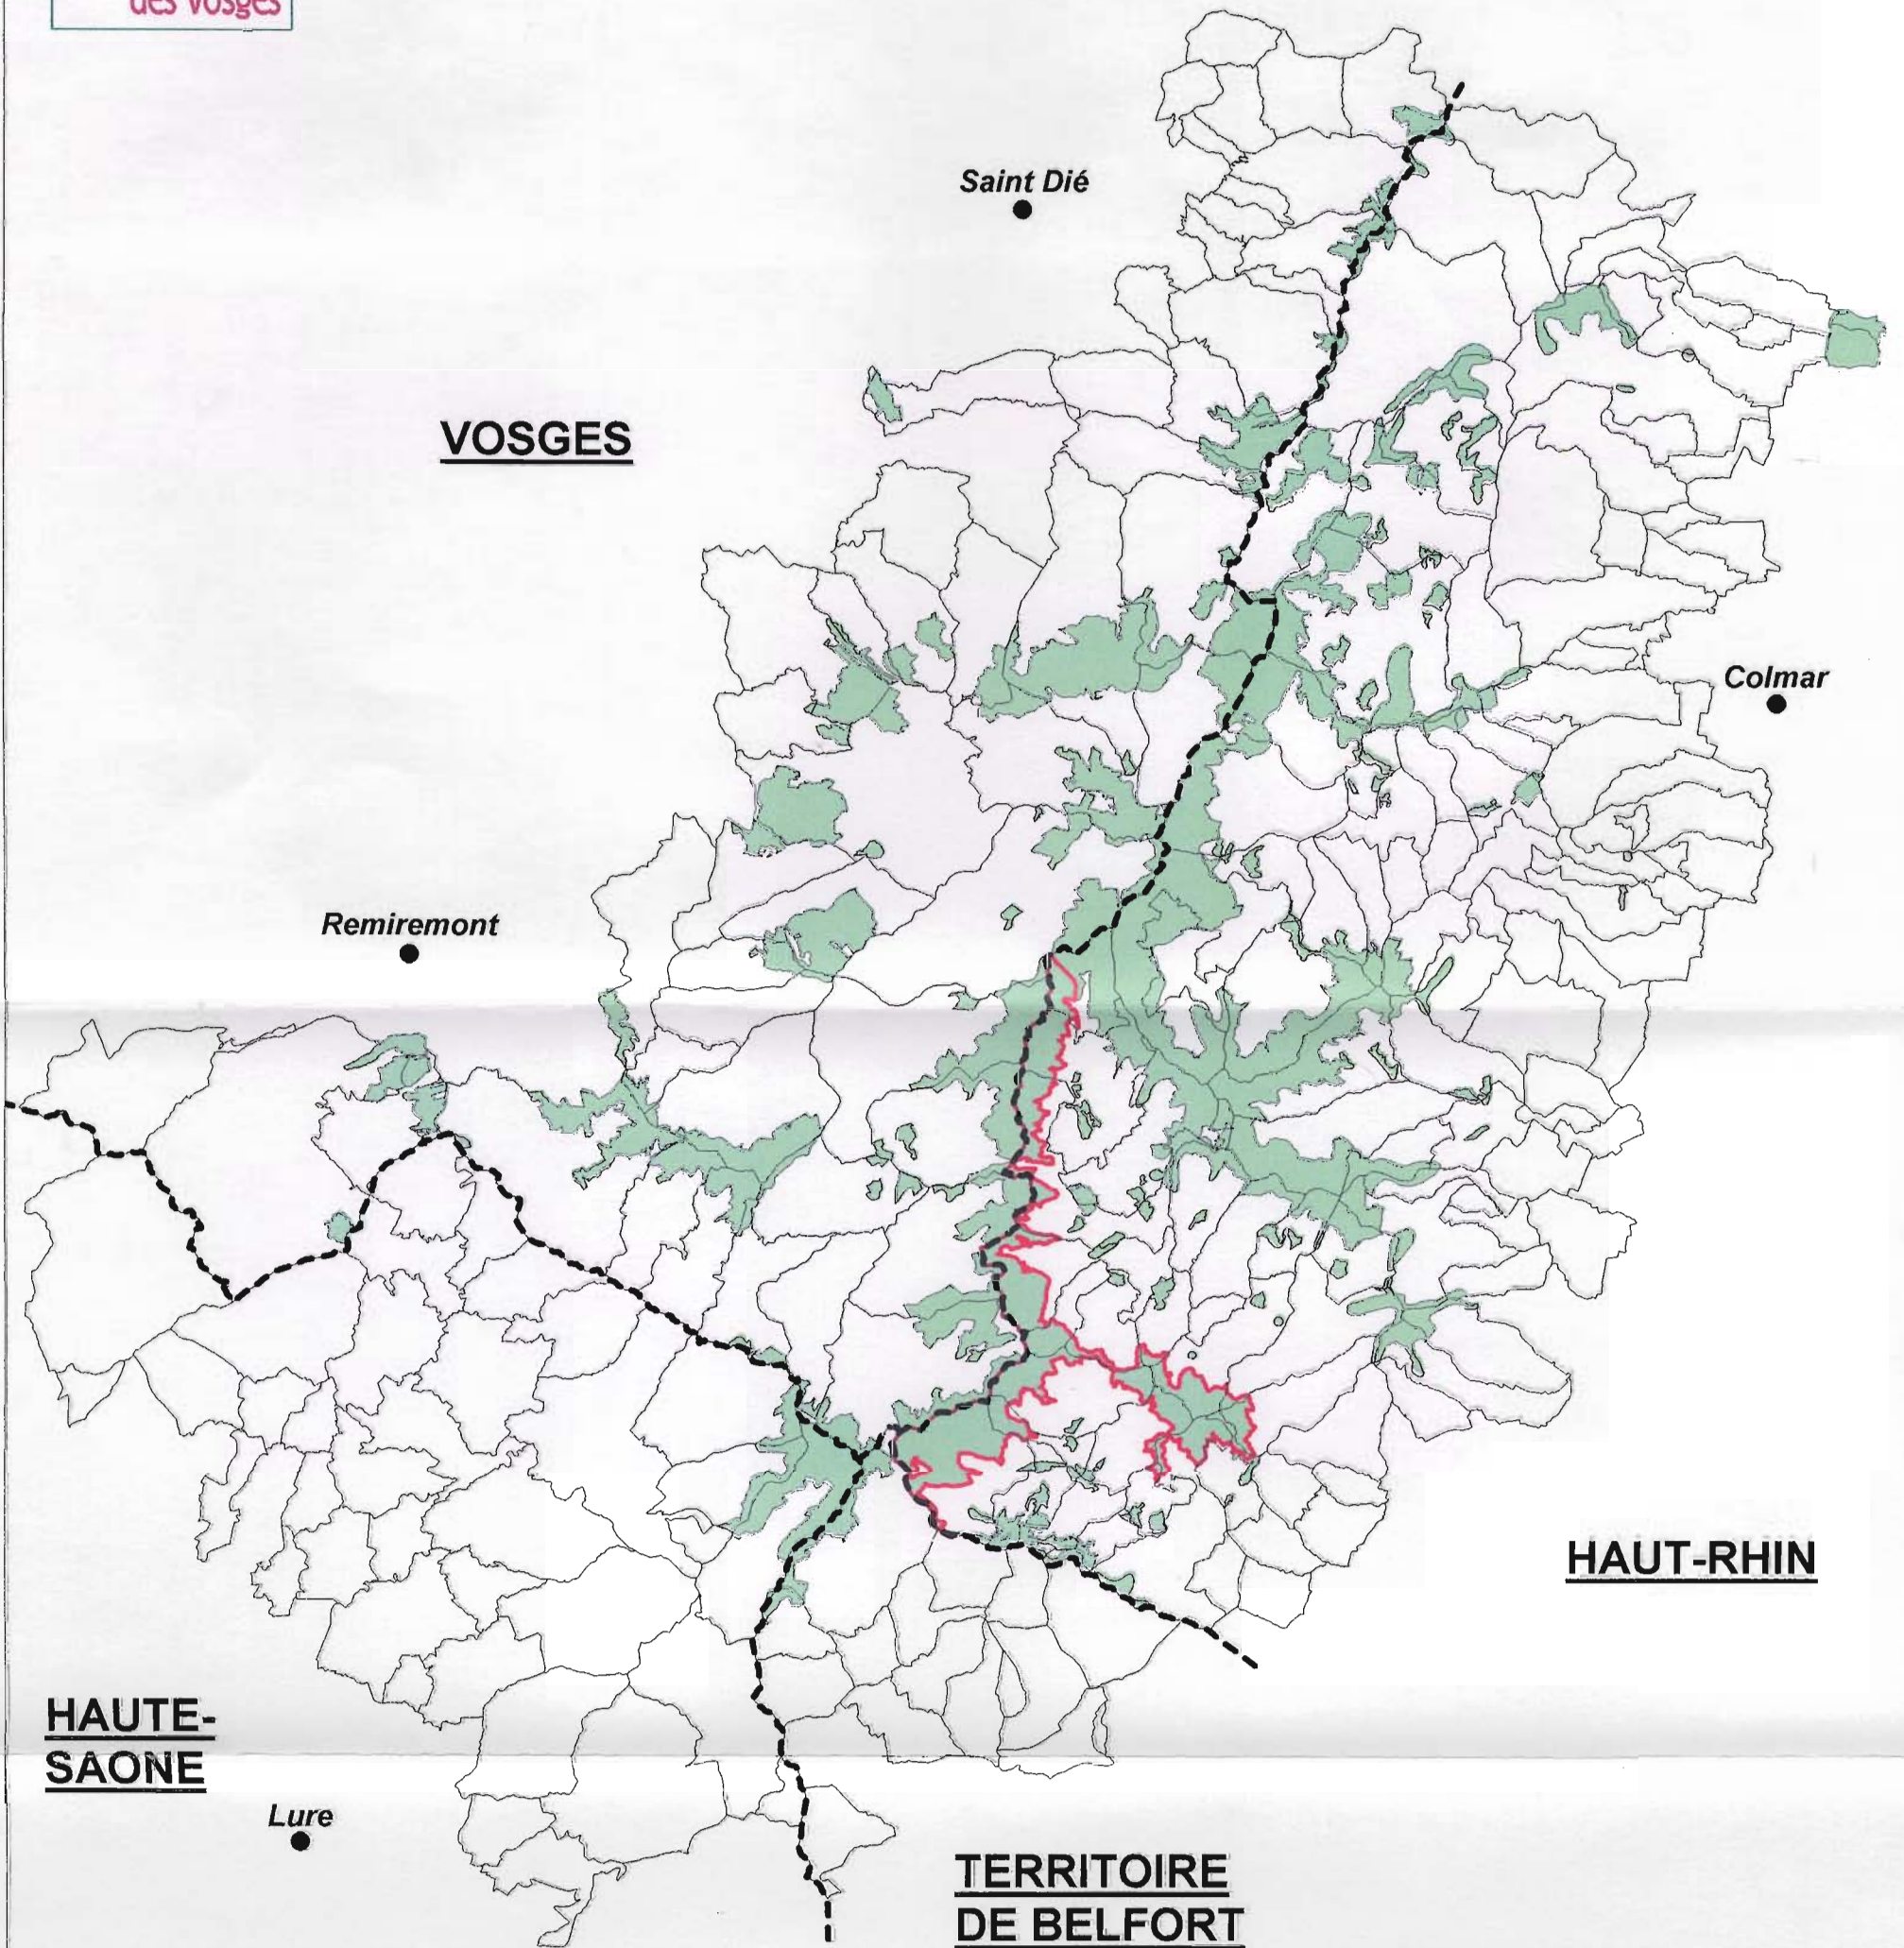 des Vosges
Saint Dié
VOSGES
Colmar
Remiremont
HAUT-RHIN
HAUTE-
SAONE
Lure
TERRITOIRE
DE BELFORT